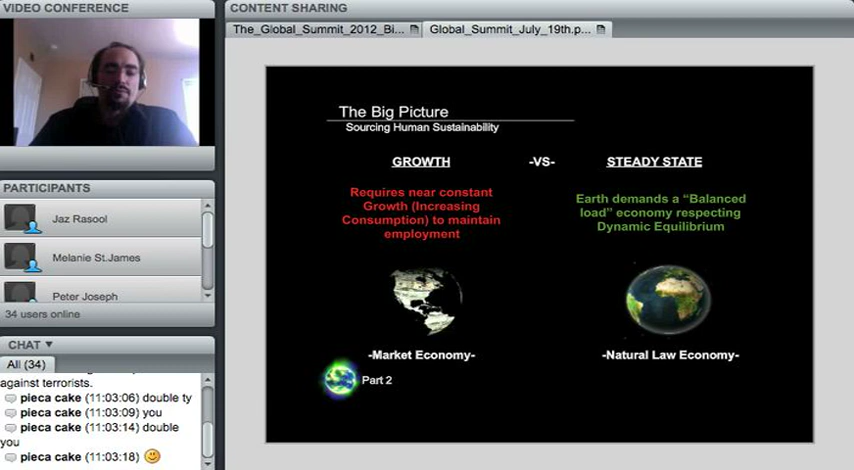 VIDEO CONFERENCE
CONTENT SHARING
The_Global_Summit_2012_Bi...
Global_Summit_July_19th.p...
The Big Picture
Sourcing Human Sustainability
GROWTH
-VS-
STEADY STATE
Requires near constant
Growth (Increasing
Consumption) to maintain
employment
Earth demands a “Balanced
load” economy respecting
Dynamic Equilibrium
-Market Economy-
-Natural Law Economy-
Part 2
PARTICIPANTS
Jaz Rasool
Melanie St.James
Peter Joseph
34 users online
CHAT
All (34)
against terrorists.
pieca cake (11:03:06) double ty
pieca cake (11:03:09) you
pieca cake (11:03:14) double
you
pieca cake (11:03:18)